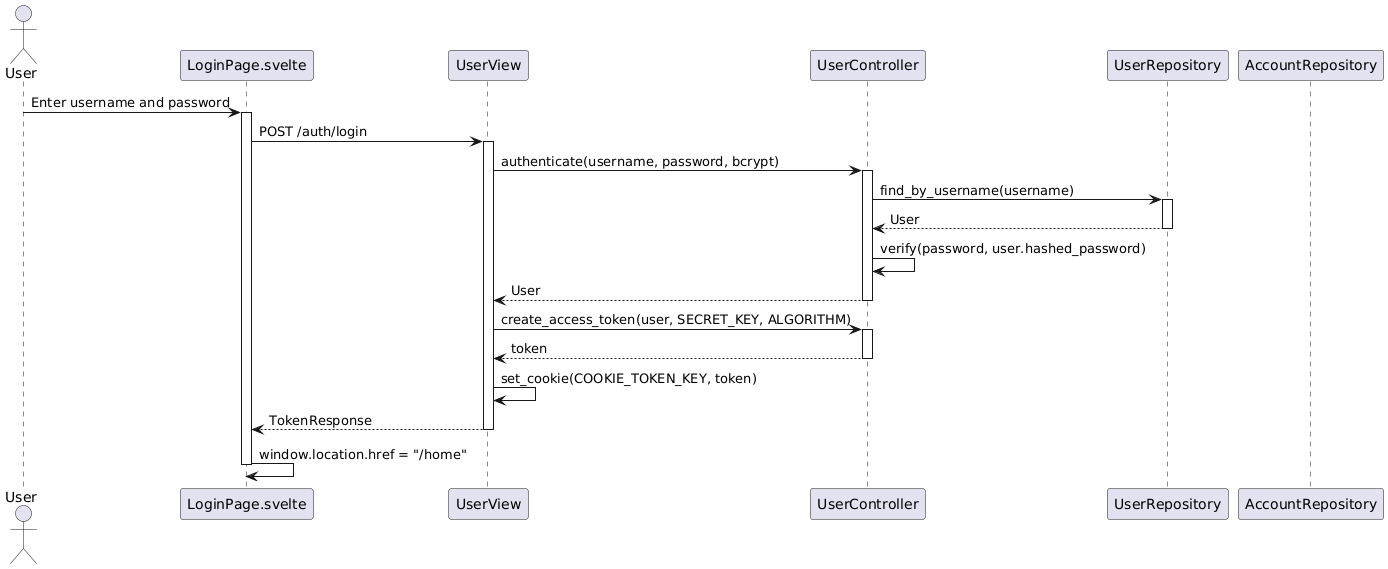 User
LoginPage.svelte
UserView
UserController
UserRepository
AccountRepository
Enter username and password
POST /auth/login
authenticate(username, password, bcrypt)
find_by_username(username)
User
verify(password, user.hashed_password)
User
create_access_token(user, SECRET_KEY, ALGORITHM)
token
set_cookie(COOKIE_TOKEN_KEY, token)
TokenResponse
window.location.href = "/home"
User
LoginPage.svelte
UserView
UserController
UserRepository
AccountRepository